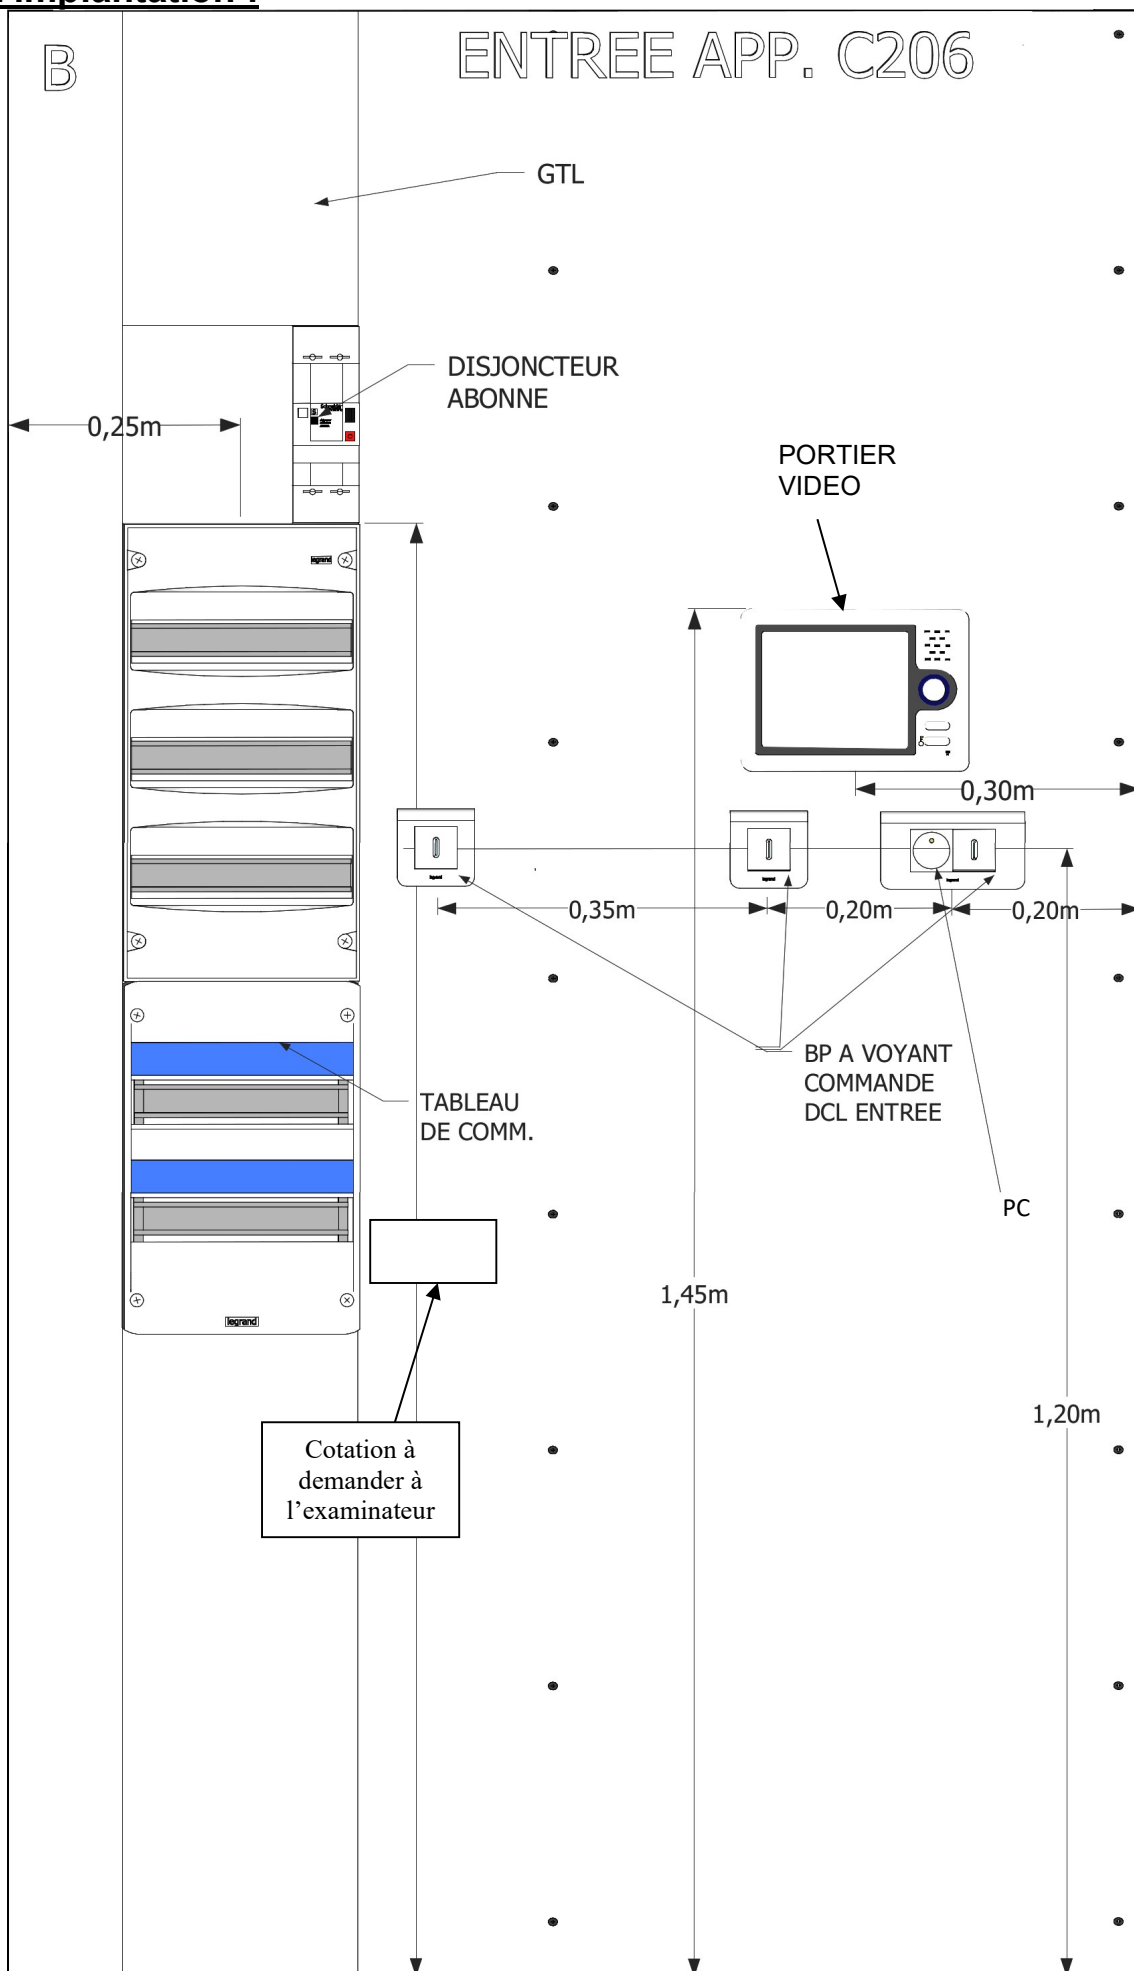 B
ENTREE APP. C206
GTL
DISJONCTEUR
ABONNE
0,25m
PORTIER
VIDEO
legrand
0,30m
0,35m
0,20m
0,20m
BP A VOYANT
COMMANDE
DCL ENTREE
TABLEAU
DE COMM.
PC
1,45m
legrand
1,20m
Cotation à
demander à
l’examinateur